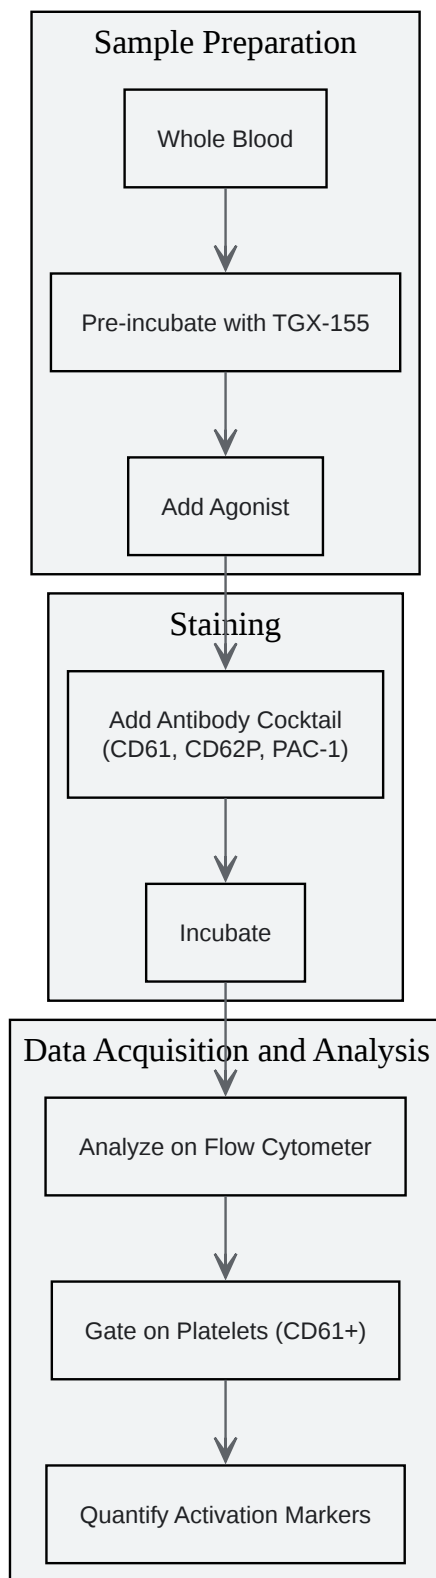 Sample Preparation
Whole Blood
Pre-incubate with TGX-155
Add Agonist
Staining
Add Antibody Cocktail
(CD61, CD62P, PAC-1)
Incubate
Data Acquisition and Analysis
Analyze on Flow Cytometer
Gate on Platelets (CD61+)
Quantify Activation Markers